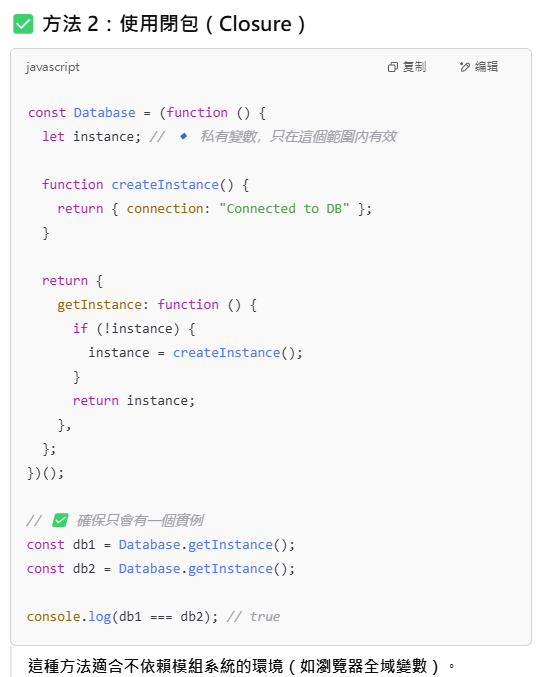 ✅ 方法 2：使用閉包（Closure）
javascript 复制 编辑
const Database = (function () {
  let instance; // 🔹 私有變數，只在這個範圍內有效

  function createInstance() {
    return { connection: "Connected to DB" };
  }

  return {
    getInstance: function () {
      if (!instance) {
        instance = createInstance();
      }
      return instance;
    },
  };
})();

// ✅ 確保只會有一個實例
const db1 = Database.getInstance();
const db2 = Database.getInstance();

console.log(db1 === db2); // true
這種方法適合不依賴模組系統的環境（如瀏覽器全域變數）。